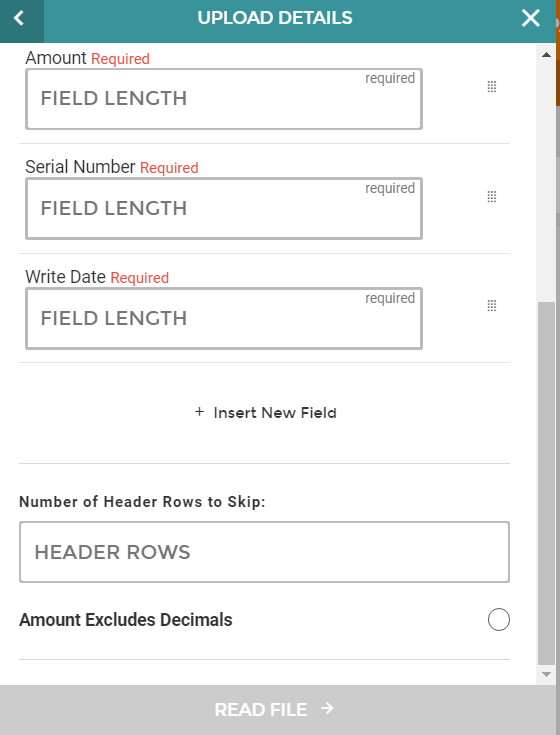 UPLOAD DETAILS
Amount Required
required
FIELD LENGTH
Serial Number Required
required
FIELD LENGTH
Write Date Required
required
FIELD LENGTH
+ Insert New Field
Number of Header Rows to Skip:
HEADER ROWS
Amount Excludes Decimals
READ FILE →